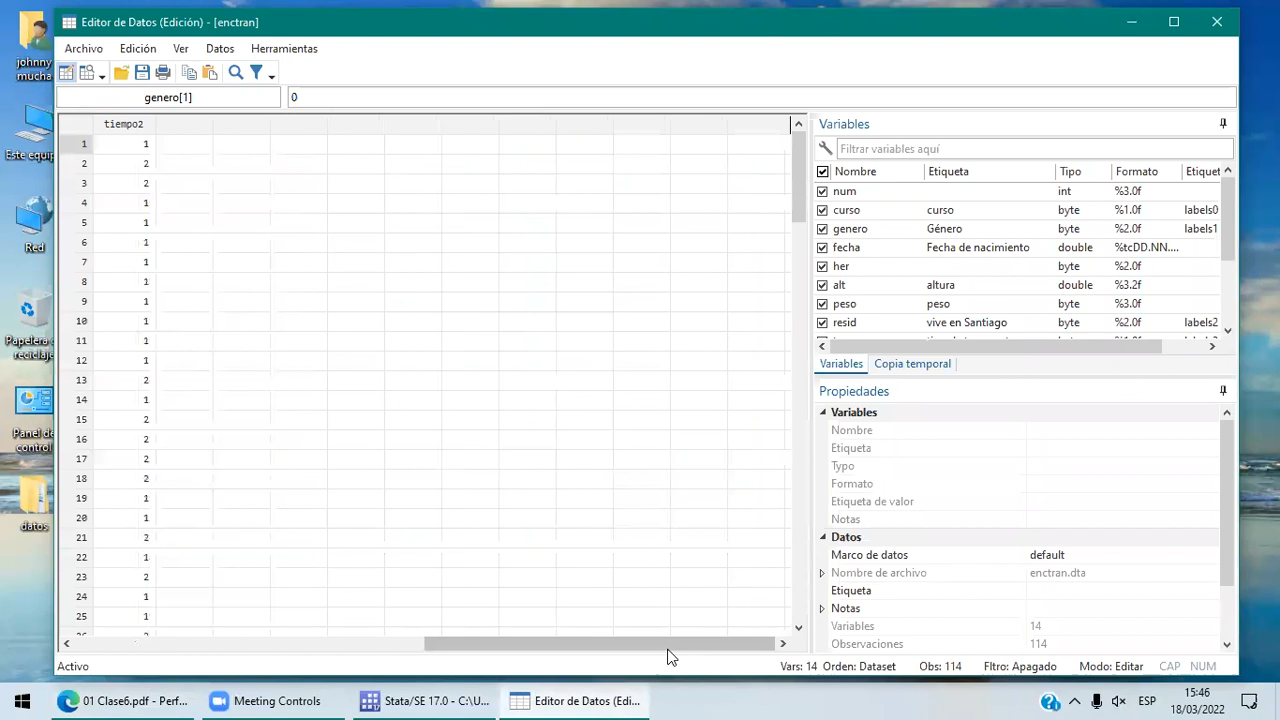 Editor de Datos (Edición) - [enctran]
Archivo Edición Ver Datos Herramientas
genero[1] 0
tiempo2
1 1
2 2
3 2
4 1
5 1
6 1
7 1
8 1
9 1
10 1
11 1
12 1
13 2
14 1
15 2
16 2
17 2
18 2
19 1
20 1
21 2
22 1
23 2
24 1
25 1
Variables
Filtrar variables aquí
Nombre Etiqueta Tipo Formato Etiquet
num int %3.0f
curso curso byte %1.0f labels0
genero Género byte %2.0f labels1
fecha Fecha de nacimiento double %tcDD.NN....
her byte %2.0f
alt altura double %3.2f
peso peso byte %3.0f
resid vive en Santiago byte %2.0f labels2
Variables Copia temporal
Propiedades
Variables
Nombre
Etiqueta
Typo
Formato
Etiqueta de valor
Notas
Datos
Marco de datos default
Nombre de archivo enctran.dta
Etiqueta
Notas
Variables 14
Observaciones 114
Activo Vars: 14 Orden: Dataset Obs: 114 Fltro: Apagado Modo: Editar CAP NUM
johnny
mucha
Este equip
Red
Papelera
reciclaje
Panel de
control
datos
01 Clase6.pdf - Perf... Meeting Controls Stata/SE 17.0 - C:\U... Editor de Datos (Edi...
ESP 15:46
18/03/2022